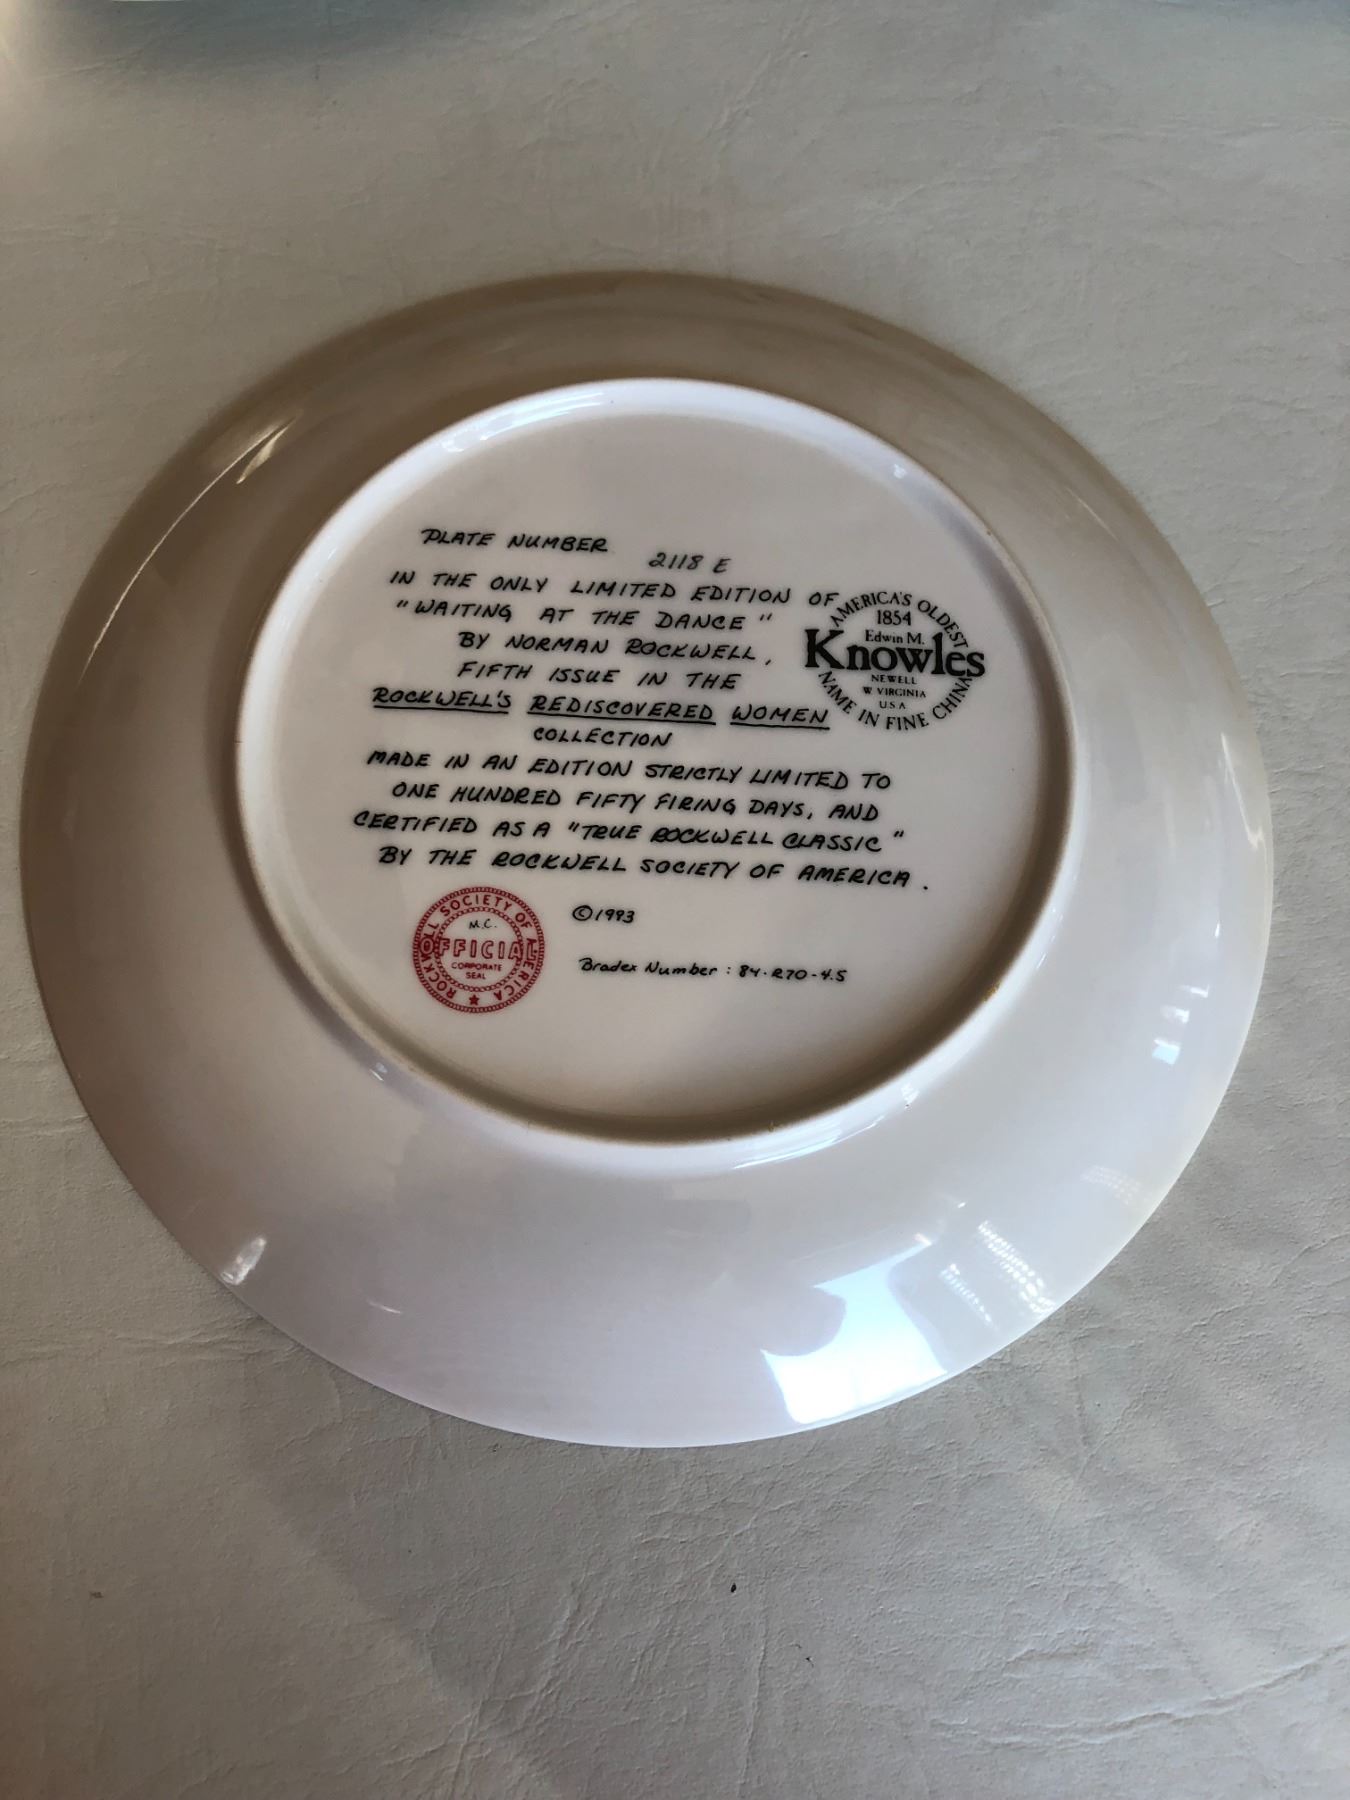 PLATE NUMBER
2118 E
IN THE ONLY LIMITED EDITION OF
"WAITING AT THE DANCE"
BY NORMAN ROCKWELL,
FIFTH ISSUE IN THE
ROCKWELL'S REDISCOVERED WOMEN
COLLECTION
MADE IN AN EDITION STRICTLY LIMITED TO
ONE HUNDRED FIFTY FIRING DAYS, AND
CERTIFIED AS A "TRUE ROCKWELL CLASSIC"
BY THE ROCKWELL SOCIETY OF AMERICA.
AMERICA'S OLDEST
1854
Edwin M.
Knowles
NEWELL
W VIRGINIA
U.S.A
NAME IN FINE CHINA
ROCKWELL SOCIETY OF AMERICA
M.C.
OFFICIAL
CORPORATE
SEAL
©1993
Bradex Number: 84-R70-4.5